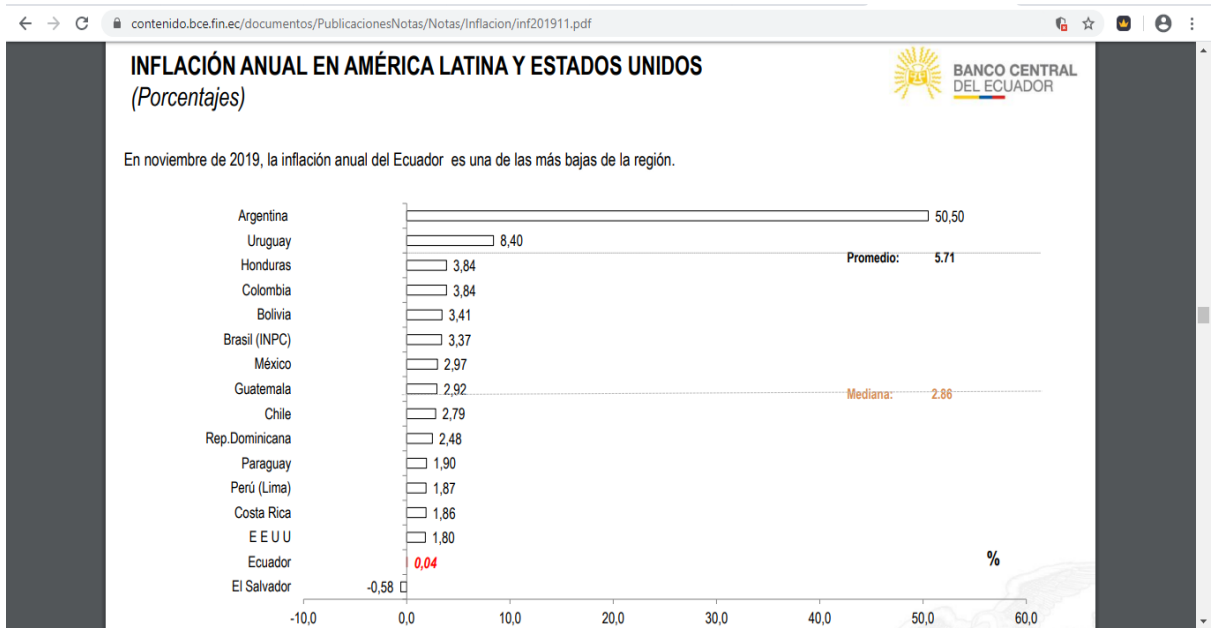 contenido.bce.fin.ec/documentos/PublicacionesNotas/Notas/Inflacion/inf201911.pdf
INFLACIÓN ANUAL EN AMÉRICA LATINA Y ESTADOS UNIDOS
(Porcentajes)
BANCO CENTRAL
DEL ECUADOR
En noviembre de 2019, la inflación anual del Ecuador es una de las más bajas de la región.
Argentina 50,50
Uruguay 8,40
Promedio: 5.71
Honduras 3,84
Colombia 3,84
Bolivia 3,41
Brasil (INPC) 3,37
México 2,97
Guatemala 2,92
Mediana: 2.86
Chile 2,79
Rep.Dominicana 2,48
Paraguay 1,90
Perú (Lima) 1,87
Costa Rica 1,86
E E U U 1,80
Ecuador 0,04
%
El Salvador -0,58
-10,0 0,0 10,0 20,0 30,0 40,0 50,0 60,0